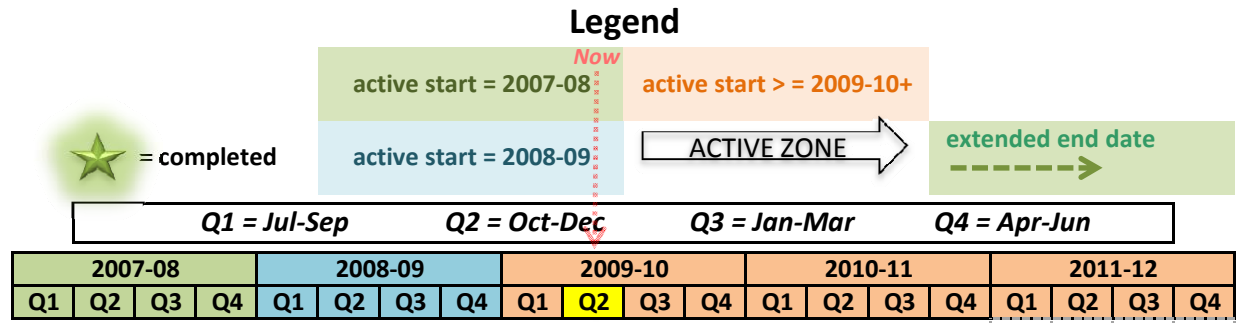 Legend
Now
active start = 2007-08 active start > = 2009-10+
= completed active start = 2008-09 ACTIVE ZONE extended end date
Q1 = Jul-Sep Q2 = Oct-Dec Q3 = Jan-Mar Q4 = Apr-Jun
2007-08 2008-09 2009-10 2010-11 2011-12
Q1 Q2 Q3 Q4 Q1 Q2 Q3 Q4 Q1 Q2 Q3 Q4 Q1 Q2 Q3 Q4 Q1 Q2 Q3 Q4